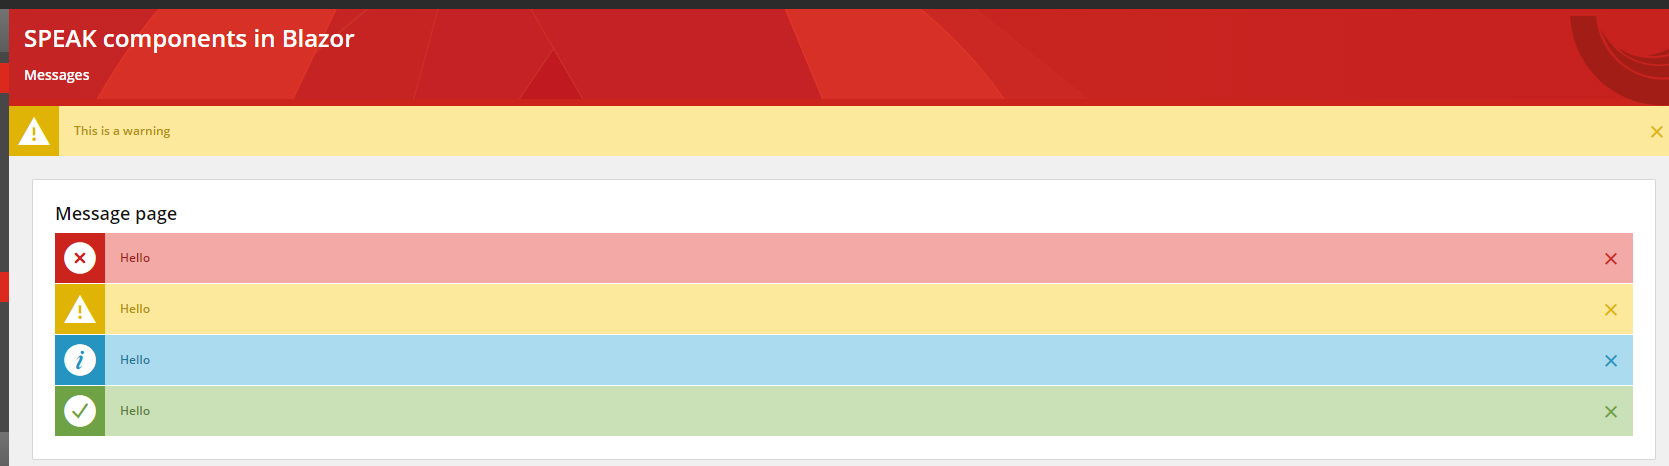 SPEAK components in Blazor
Messages
This is a warning
Message page
Hello
Hello
Hello
Hello